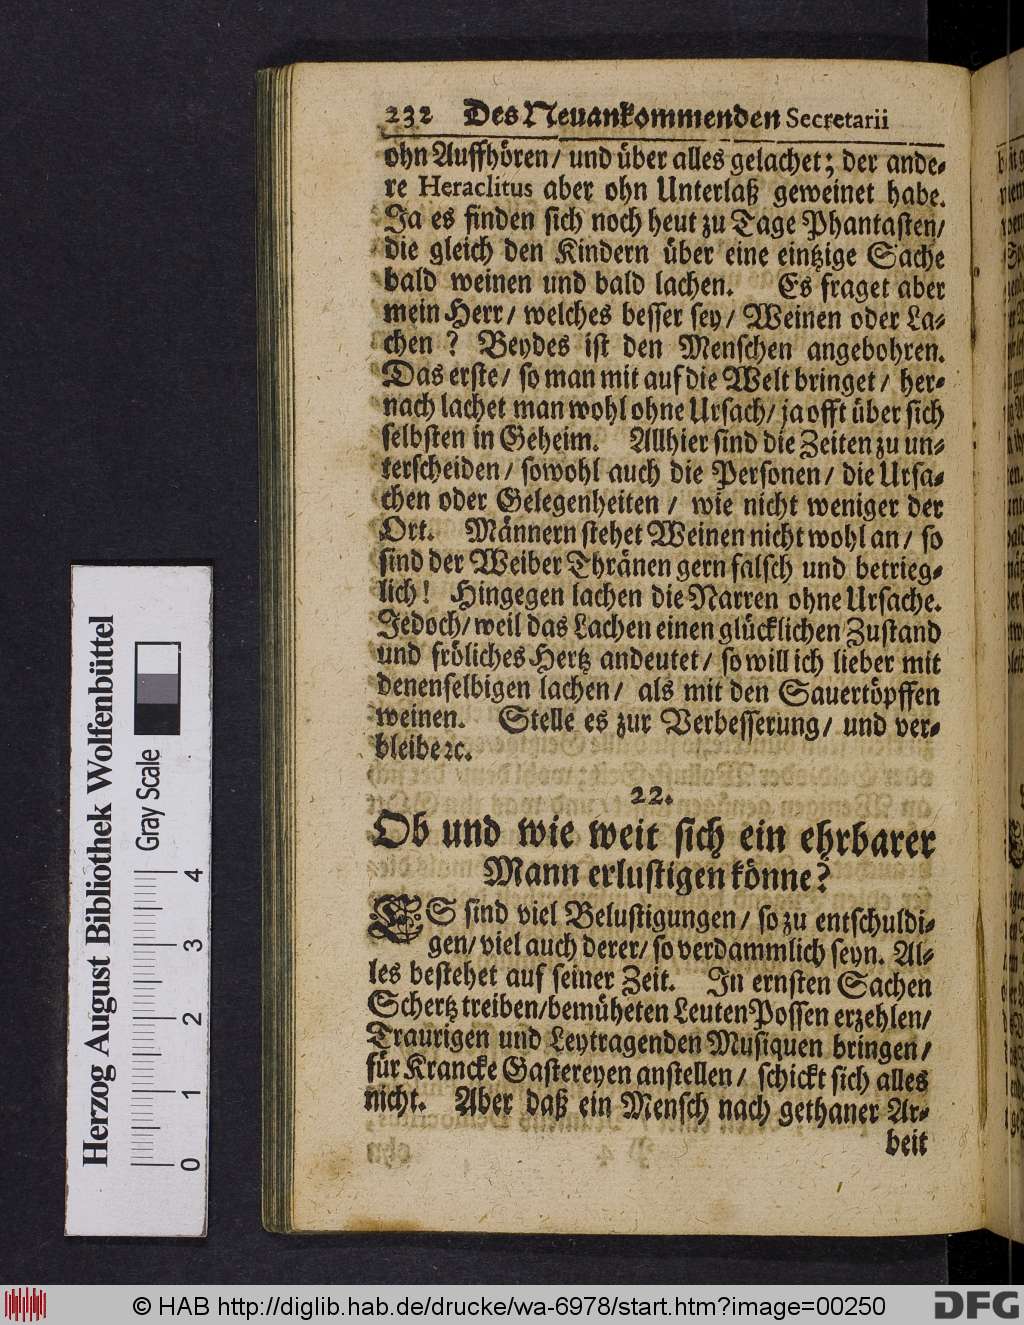 232 Des Neuankommenden Secretarii
ohn Auffhören/ und über alles gelachet; der ande-
re Heraclitus aber ohn Unterlaß geweinet habe.
Ja es finden sich noch heut zu Tage Phantasten/
die gleich den Kindern über eine eintzige Sache
bald weinen und bald lachen. Es fraget aber
mein Herr/ welches besser sey/ Weinen oder La-
chen ? Beydes ist den Menschen angebohren.
Das erste/ so man mit auf die Welt bringet/ her-
nach lachet man wohl ohne Ursach/ ja offt über sich
selbsten in Geheim. Allhier sind die Zeiten zu un-
terscheiden/ sowohl auch die Personen/ die Ursa-
chen oder Gelegenheiten / wie nicht weniger der
Ort. Männern stehet Weinen nicht wohl an/ so
sind der Weiber Thränen gern falsch und betrieg-
lich! Hingegen lachen die Narren ohne Ursache.
Jedoch/ weil das Lachen einen glücklichen Zustand
und fröliches Hertz andeutet/ so will ich lieber mit
denenselbigen lachen/ als mit den Sauertöpffen
weinen. Stelle es zur Verbesserung/ und ver-
bleibe ꝛc.
22.
Ob und wie weit sich ein ehrbarer
Mann erlustigen könne?
ES sind viel Belustigungen/ so zu entschuldi-
gen/ viel auch derer/ so verdammlich seyn. Al-
les bestehet auf seiner Zeit. In ernsten Sachen
Schertz treiben/ bemüheten Leuten Possen erzehlen/
Traurigen und Leytragenden Musiquen bringen/
für Krancke Gastereyen anstellen/ schickt sich alles
nicht. Aber daß ein Mensch nach gethaner Ar-
beit
Herzog August Bibliothek Wolfenbüttel
Gray Scale
0 1 2 3 4
© HAB http://diglib.hab.de/drucke/wa-6978/start.htm?image=00250
DFG